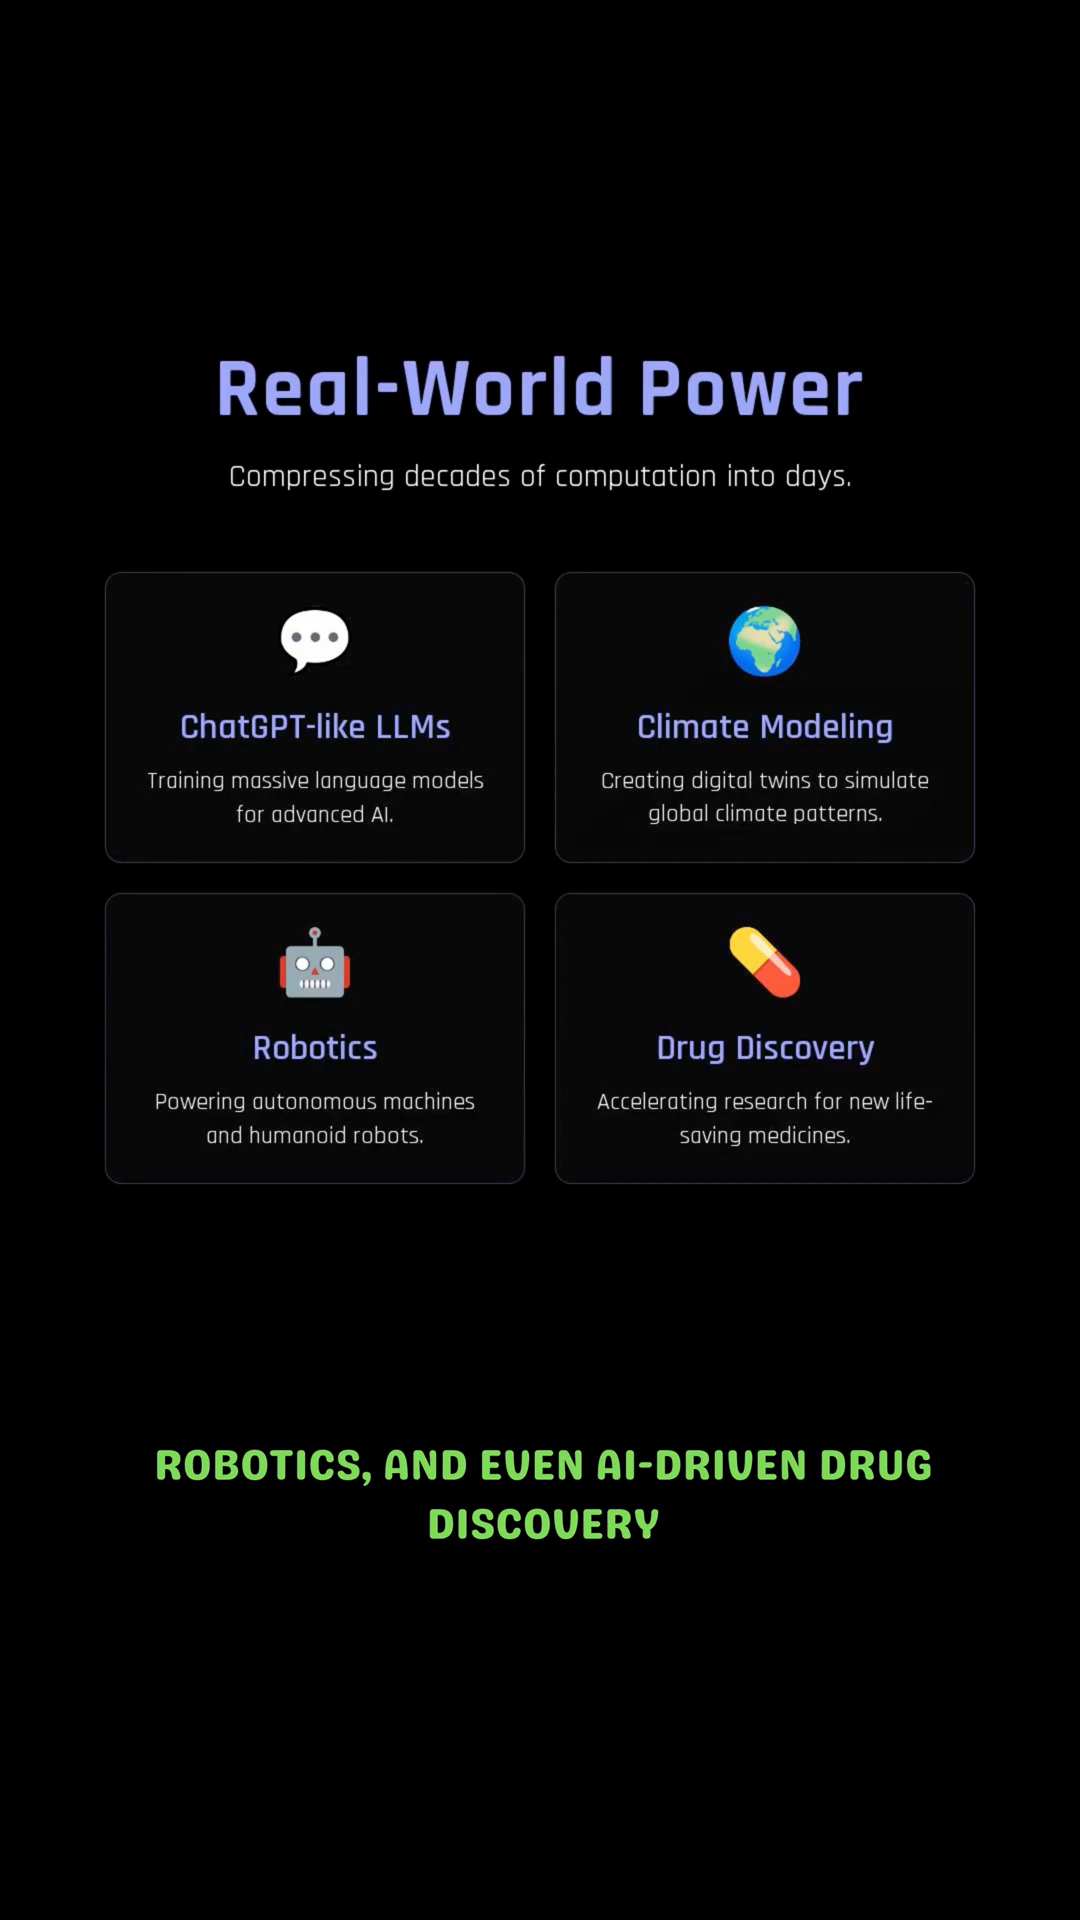 Real-World Power
Compressing decades of computation into days.
ChatGPT-like LLMs
Training massive language models
for advanced AI.
Climate Modeling
Creating digital twins to simulate
global climate patterns.
Robotics
Powering autonomous machines
and humanoid robots.
Drug Discovery
Accelerating research for new life-
saving medicines.
ROBOTICS, AND EVEN AI-DRIVEN DRUG
DISCOVERY